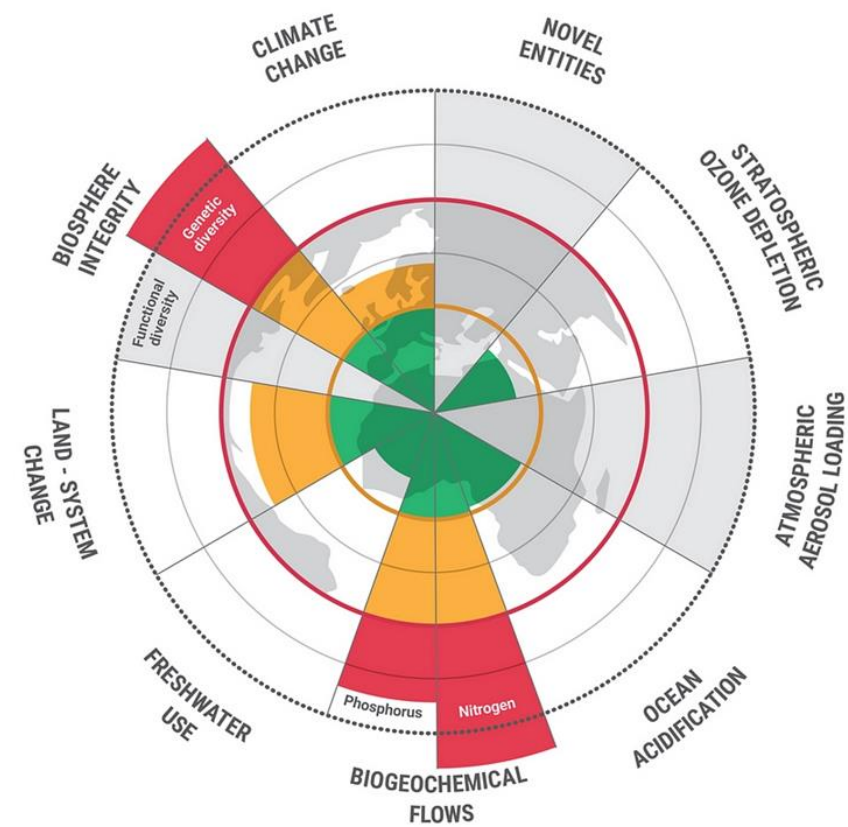 CLIMATE
CHANGE
NOVEL
ENTITIES
STRATOSPHERIC
OZONE DEPLETION
ATMOSPHERIC
AEROSOL LOADING
OCEAN
ACIDIFICATION
BIOGEOCHEMICAL
FLOWS
Phosphorus
Nitrogen
FRESHWATER
USE
LAND - SYSTEM
CHANGE
BIOSPHERE
INTEGRITY
Functional
diversity
Genetic
diversity